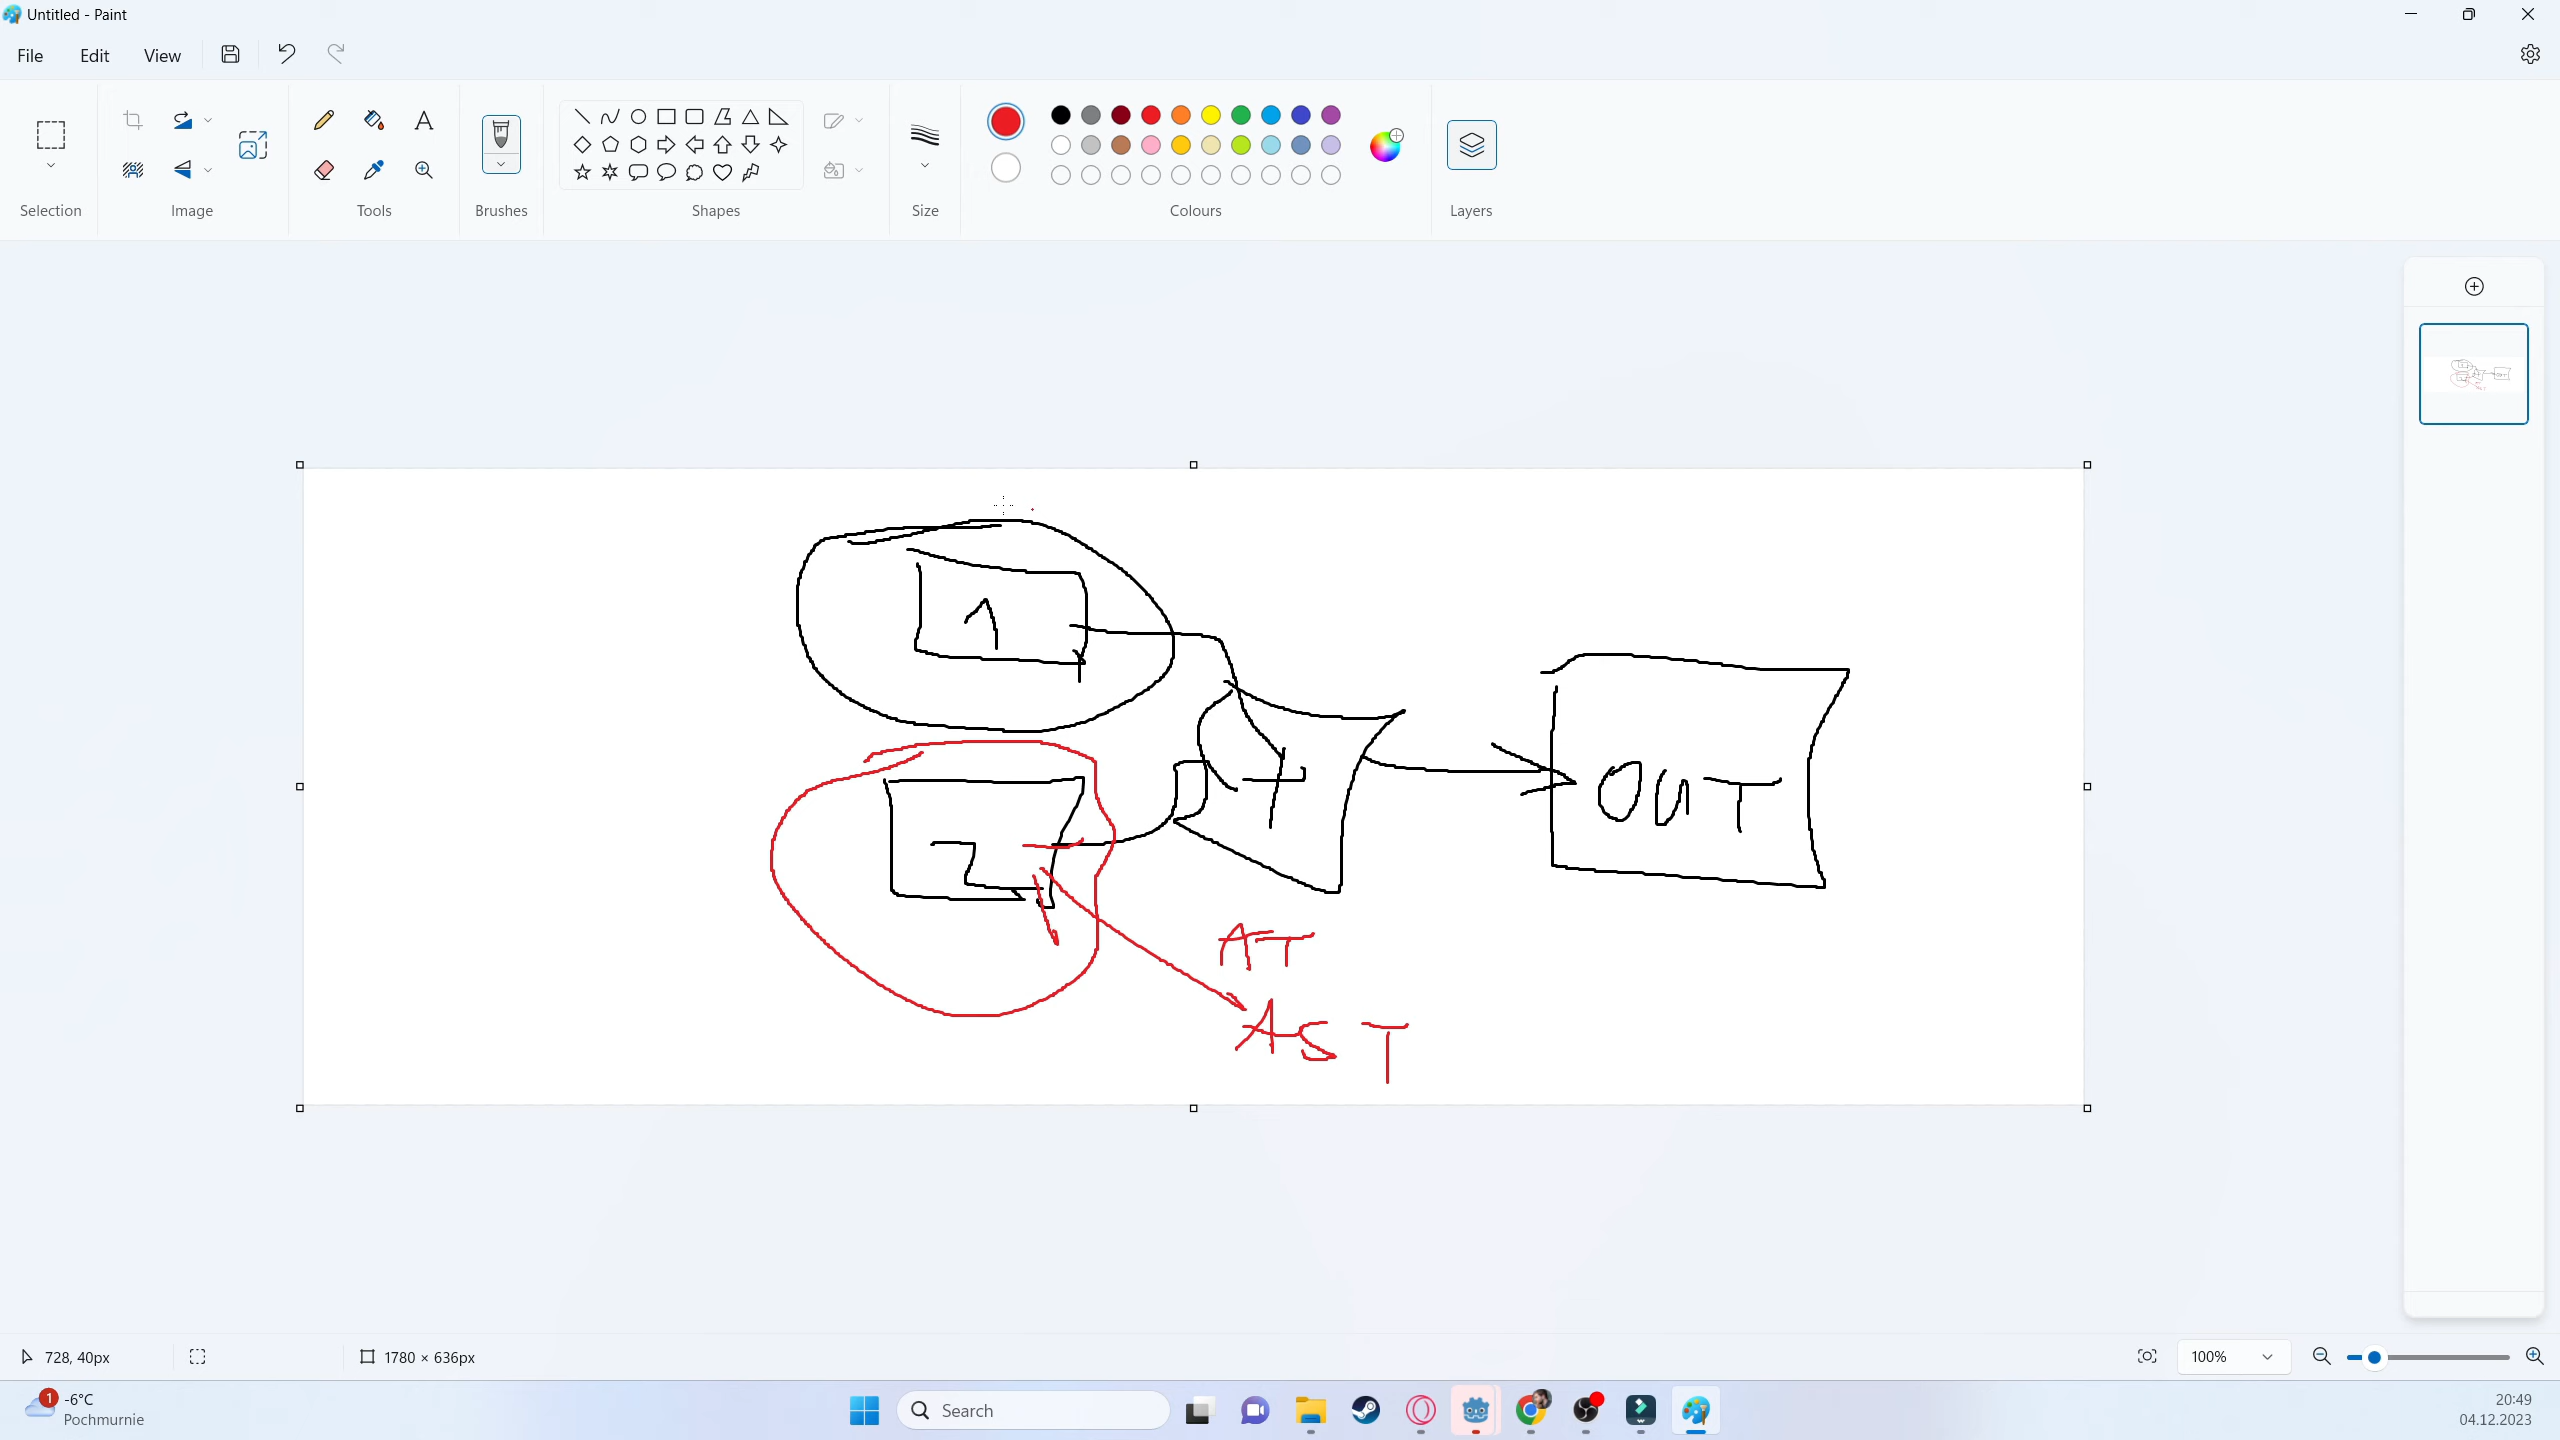 Untitled - Paint
File Edit View
Selection Image Tools Brushes Shapes Size Colours Layers
1
+
OUT
2
AT
AST
728, 40px 1780 × 636px 100%
1 -6°C
Pochmurnie
Search
20:49
04.12.2023